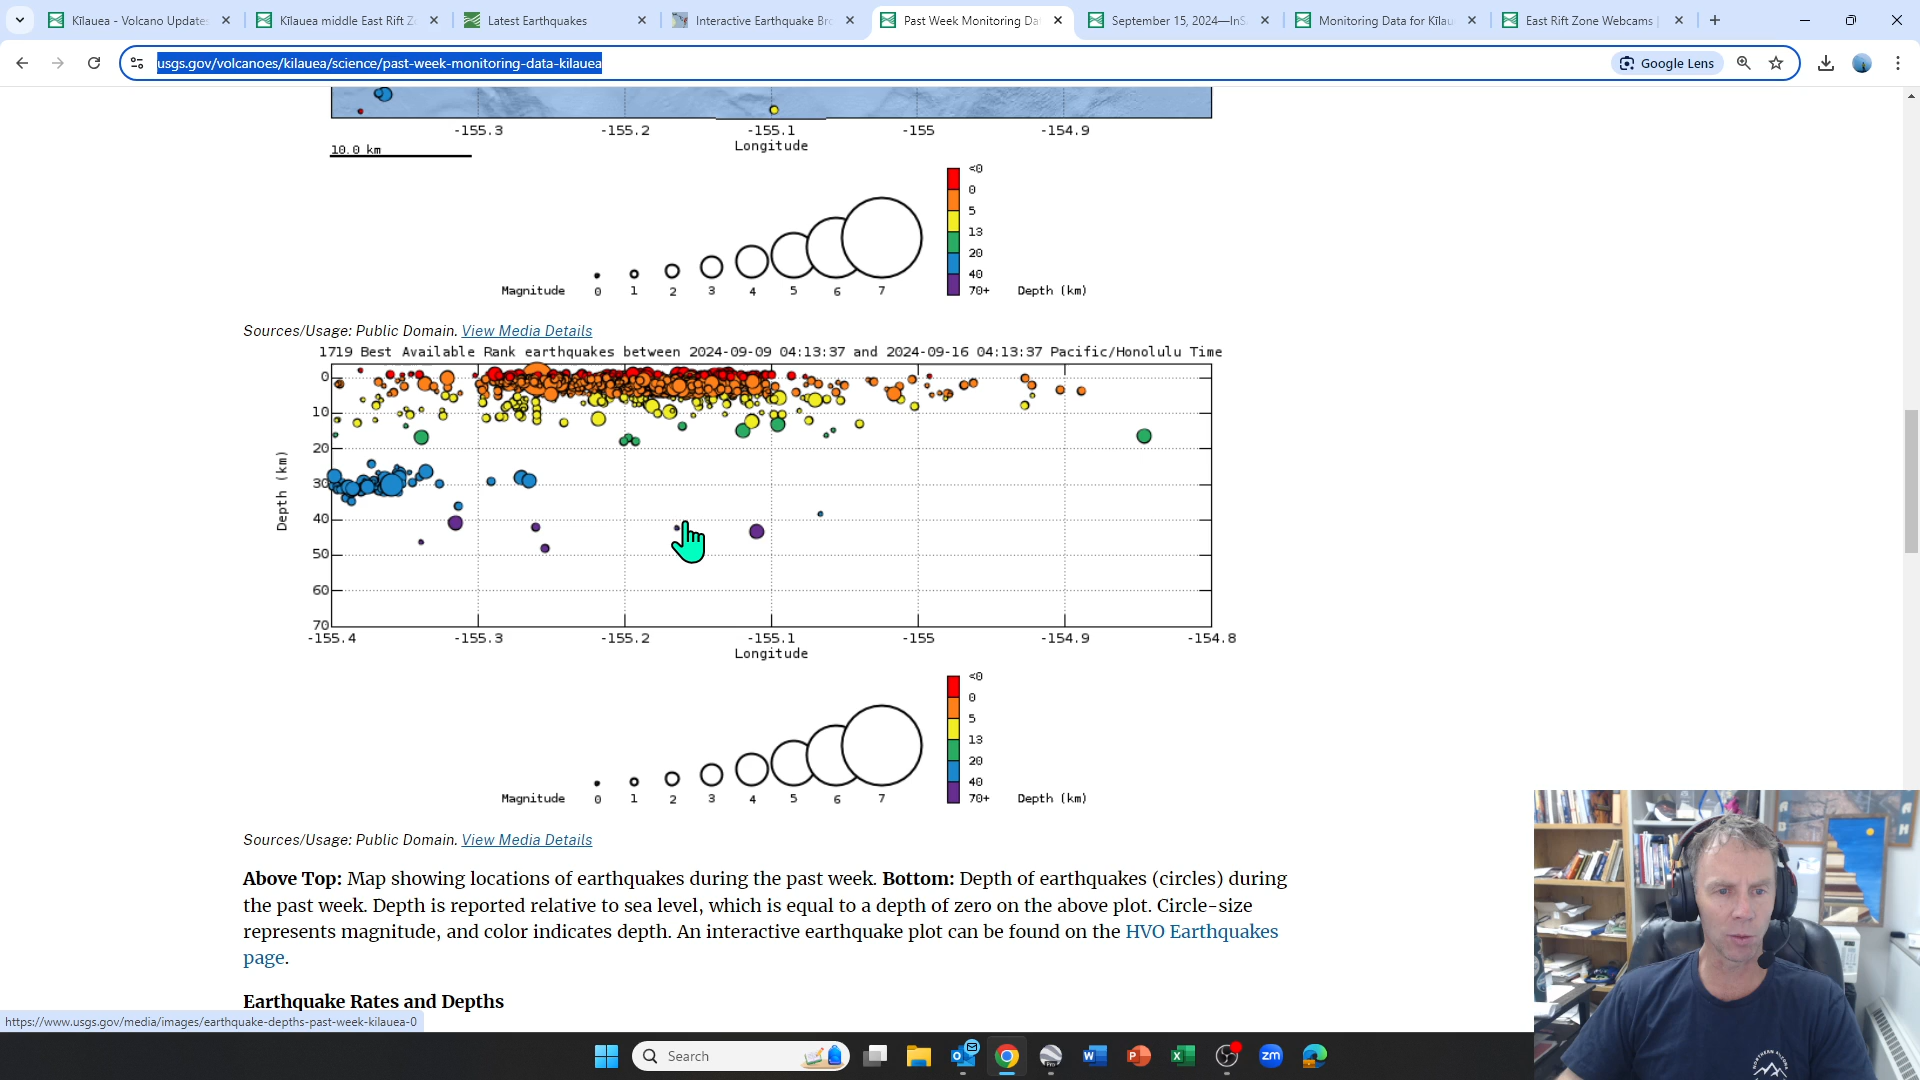 Kīlauea - Volcano Updates
Kīlauea middle East Rift Z
Latest Earthquakes
Interactive Earthquake Bro
Past Week Monitoring Da
September 15, 2024—InS
Monitoring Data for Kīlau
East Rift Zone Webcams |
usgs.gov/volcanoes/kilauea/science/past-week-monitoring-data-kilauea
Google Lens
-155.3 -155.2 -155.1 -155 -154.9
Longitude
10.0 km
<0
0
5
13
20
40
70+ Depth (km)
Magnitude 0 1 2 3 4 5 6 7
Sources/Usage: Public Domain. View Media Details
1719 Best Available Rank earthquakes between 2024-09-09 04:13:37 and 2024-09-16 04:13:37 Pacific/Honolulu Time
0
10
20
30
40
50
60
70
Depth (km)
-155.4 -155.3 -155.2 -155.1 -155 -154.9 -154.8
Longitude
<0
0
5
13
20
40
70+ Depth (km)
Magnitude 0 1 2 3 4 5 6 7
Sources/Usage: Public Domain. View Media Details
Above Top: Map showing locations of earthquakes during the past week. Bottom: Depth of earthquakes (circles) during
the past week. Depth is reported relative to sea level, which is equal to a depth of zero on the above plot. Circle-size
represents magnitude, and color indicates depth. An interactive earthquake plot can be found on the HVO Earthquakes
page.
Earthquake Rates and Depths
https://www.usgs.gov/media/images/earthquake-depths-past-week-kilauea-0
Search
zm